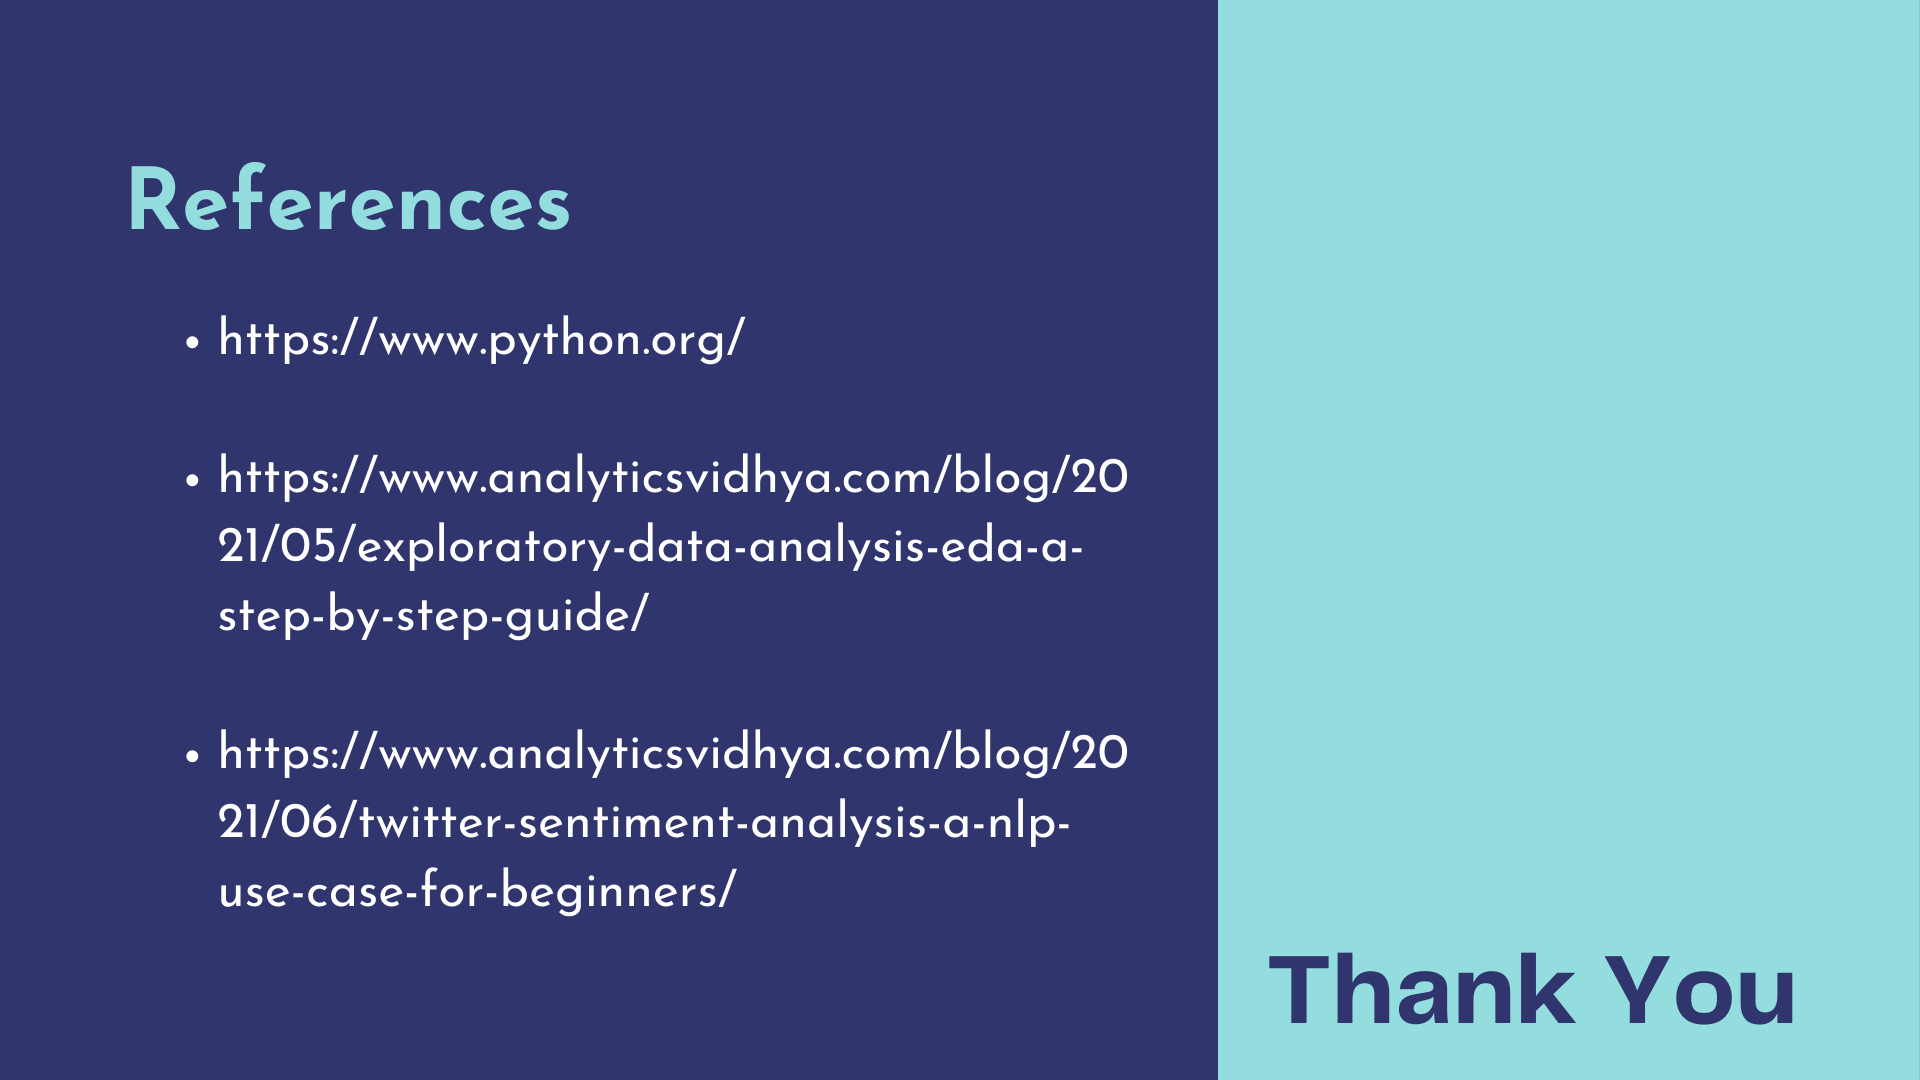 References
• https://www.python.org/
• https://www.analyticsvidhya.com/blog/20
21/05/exploratory-data-analysis-eda-a-
step-by-step-guide/
• https://www.analyticsvidhya.com/blog/20
21/06/twitter-sentiment-analysis-a-nlp-
use-case-for-beginners/
Thank You